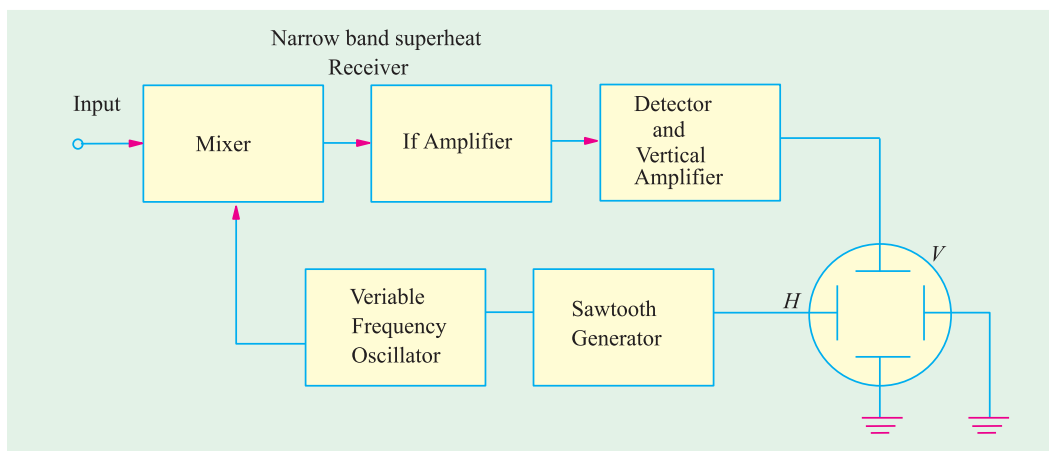 Narrow band superheat
Receiver
Input
Mixer
If Amplifier
Detector
and
Vertical
Amplifier
V
H
Veriable
Frequency
Oscillator
Sawtooth
Generator